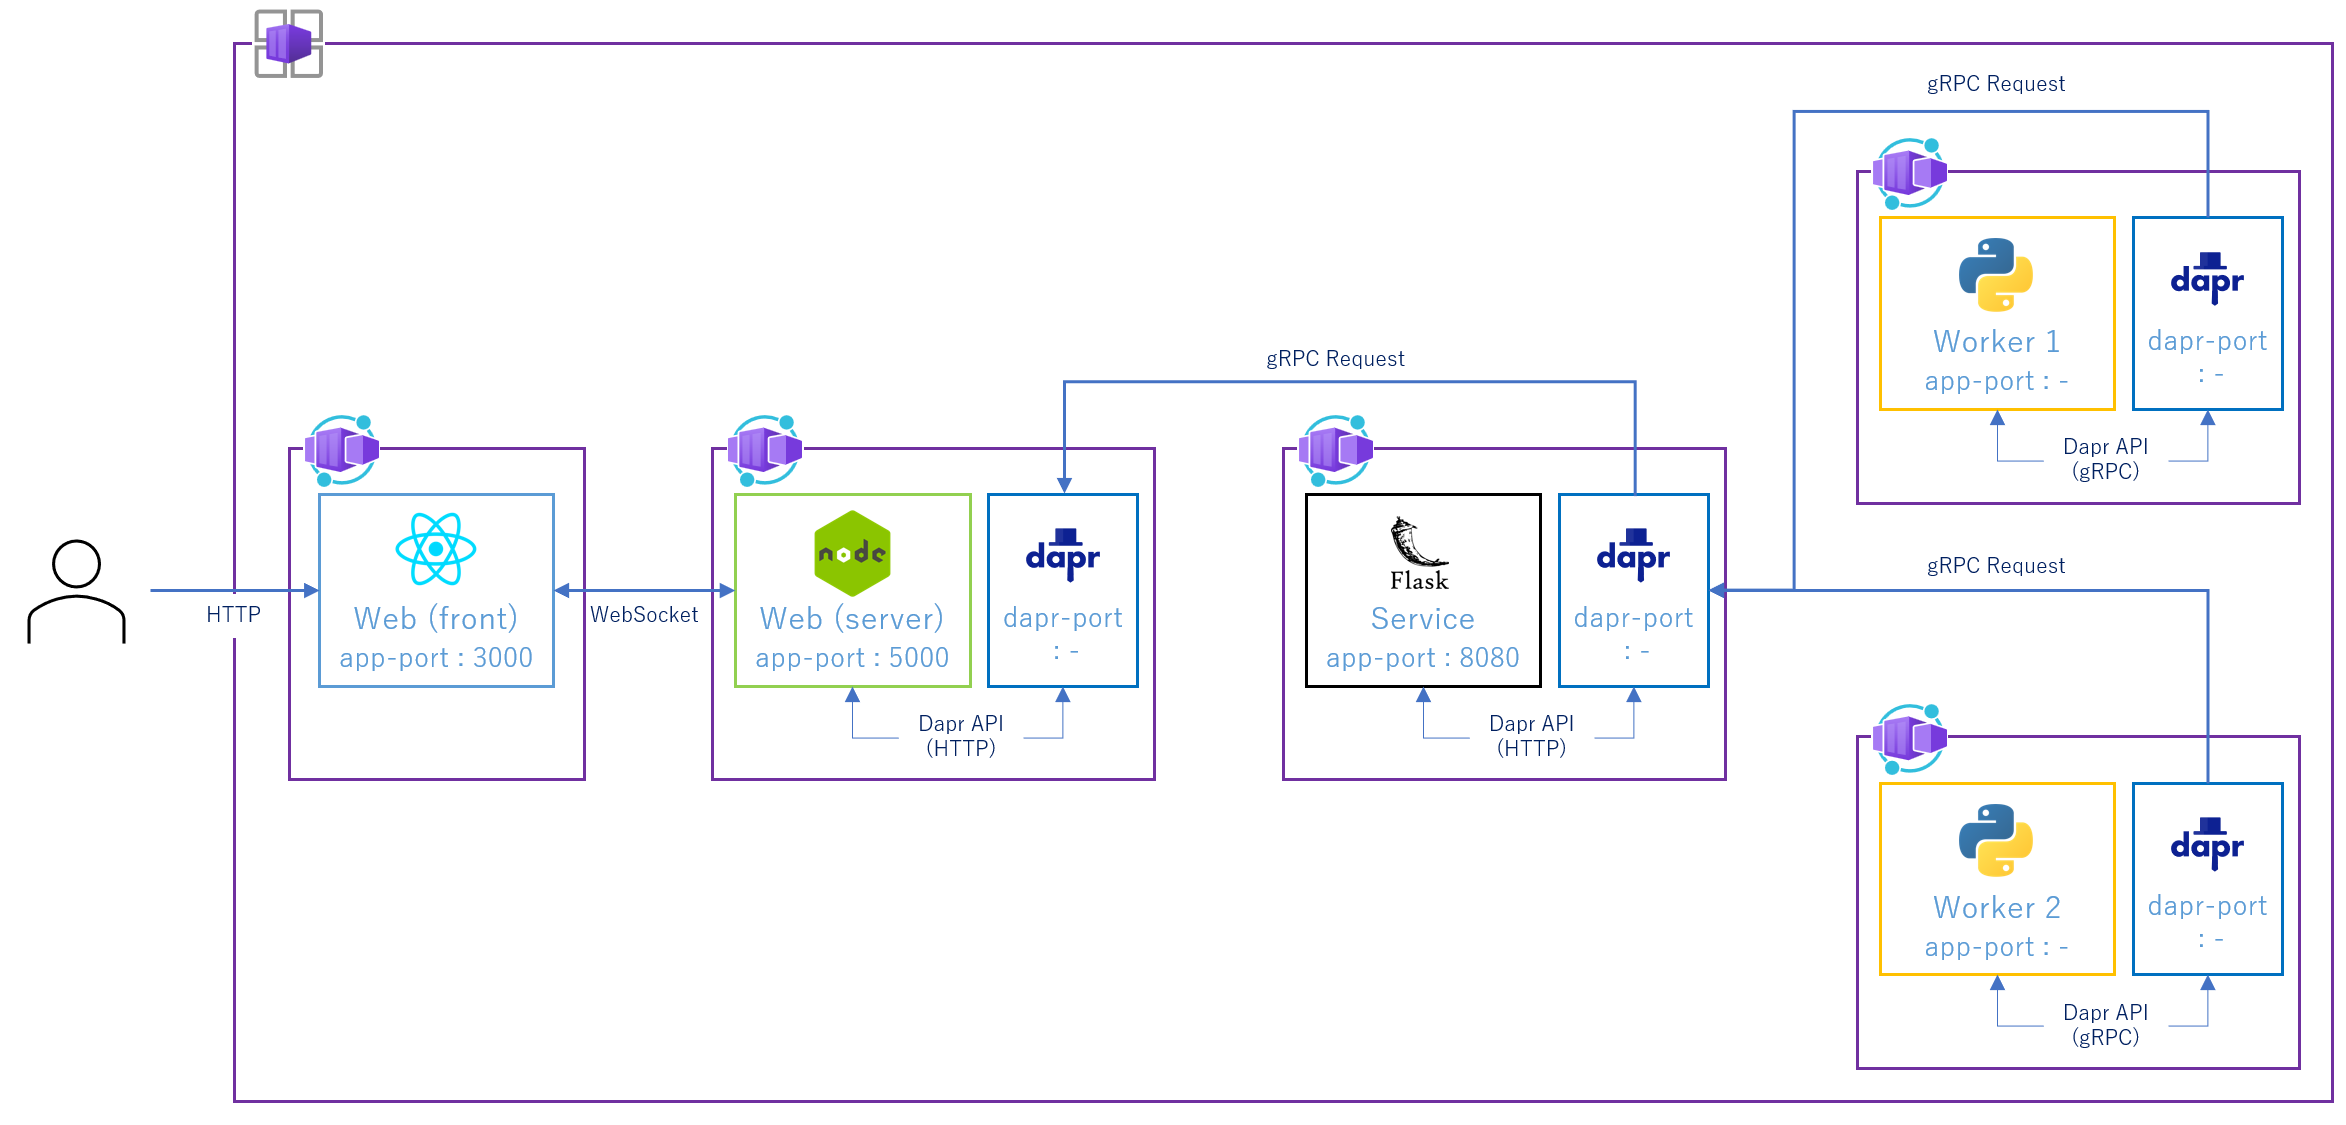 HTTP
Web (front)
app-port : 3000
WebSocket
node
Web (server)
app-port : 5000
dapr
dapr-port
: -
Dapr API
(HTTP)
gRPC Request
Flask
Service
app-port : 8080
dapr
dapr-port
: -
Dapr API
(HTTP)
gRPC Request
Worker 1
app-port : -
dapr
dapr-port
: -
Dapr API
(gRPC)
gRPC Request
Worker 2
app-port : -
dapr
dapr-port
: -
Dapr API
(gRPC)